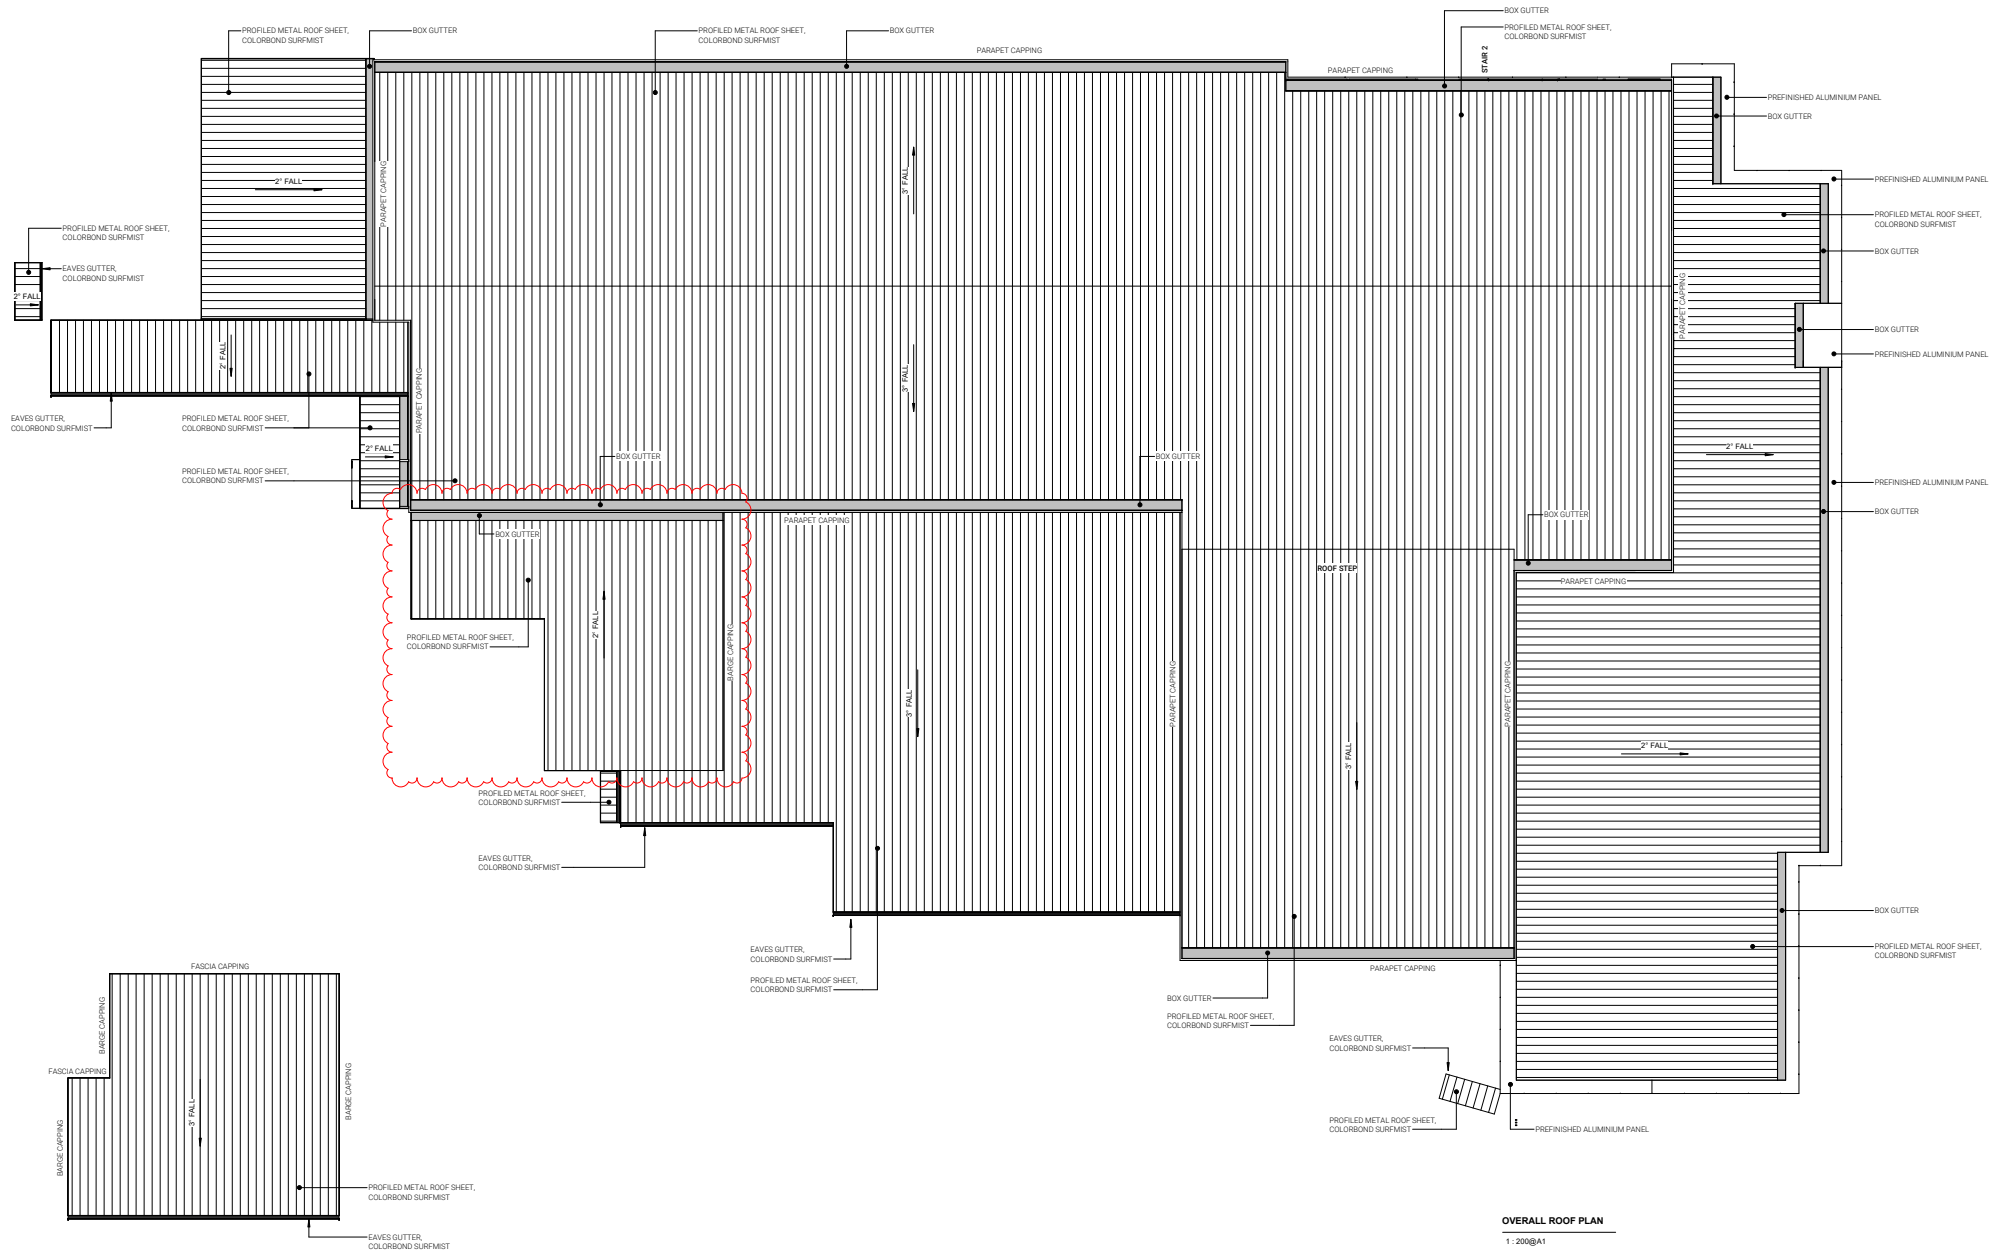 PROFILED METAL ROOF SHEET,
COLORBOND SURFMIST
BOX GUTTER
PROFILED METAL ROOF SHEET,
COLORBOND SURFMIST
BOX GUTTER
PARAPET CAPPING
BOX GUTTER
PROFILED METAL ROOF SHEET,
COLORBOND SURFMIST
STAIR 2
PARAPET CAPPING
PREFINISHED ALUMINIUM PANEL
BOX GUTTER
PREFINISHED ALUMINIUM PANEL
PROFILED METAL ROOF SHEET,
COLORBOND SURFMIST
BOX GUTTER
2° FALL
PARAPET CAPPING
3° FALL
PROFILED METAL ROOF SHEET,
COLORBOND SURFMIST
EAVES GUTTER,
COLORBOND SURFMIST
2° FALL
PARAPET CAPPING
BOX GUTTER
PREFINISHED ALUMINIUM PANEL
2° FALL
3° FALL
PARAPET CAPPING
EAVES GUTTER,
COLORBOND SURFMIST
PROFILED METAL ROOF SHEET,
COLORBOND SURFMIST
2° FALL
2° FALL
PROFILED METAL ROOF SHEET,
COLORBOND SURFMIST
BOX GUTTER
BOX GUTTER
PREFINISHED ALUMINIUM PANEL
BOX GUTTER
BOX GUTTER
PARAPET CAPPING
BOX GUTTER
ROOF STEP
PARAPET CAPPING
2° FALL
PROFILED METAL ROOF SHEET,
COLORBOND SURFMIST
BARGE CAPPING
3° FALL
PARAPET CAPPING
PARAPET CAPPING
3° FALL
2° FALL
PROFILED METAL ROOF SHEET,
COLORBOND SURFMIST
EAVES GUTTER,
COLORBOND SURFMIST
BOX GUTTER
PROFILED METAL ROOF SHEET,
COLORBOND SURFMIST
EAVES GUTTER,
COLORBOND SURFMIST
PROFILED METAL ROOF SHEET,
COLORBOND SURFMIST
PARAPET CAPPING
BOX GUTTER
PROFILED METAL ROOF SHEET,
COLORBOND SURFMIST
EAVES GUTTER,
COLORBOND SURFMIST
PROFILED METAL ROOF SHEET,
COLORBOND SURFMIST
PREFINISHED ALUMINIUM PANEL
FASCIA CAPPING
BARGE CAPPING
FASCIA CAPPING
BARGE CAPPING
BARGE CAPPING
3° FALL
PROFILED METAL ROOF SHEET,
COLORBOND SURFMIST
EAVES GUTTER,
COLORBOND SURFMIST
OVERALL ROOF PLAN
1 : 200@A1